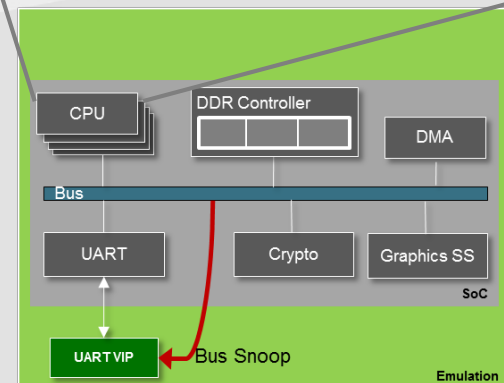 CPU
DDR Controller
DMA
Bus
UART
Crypto
Graphics SS
SoC
UART VIP
Bus Snoop
Emulation